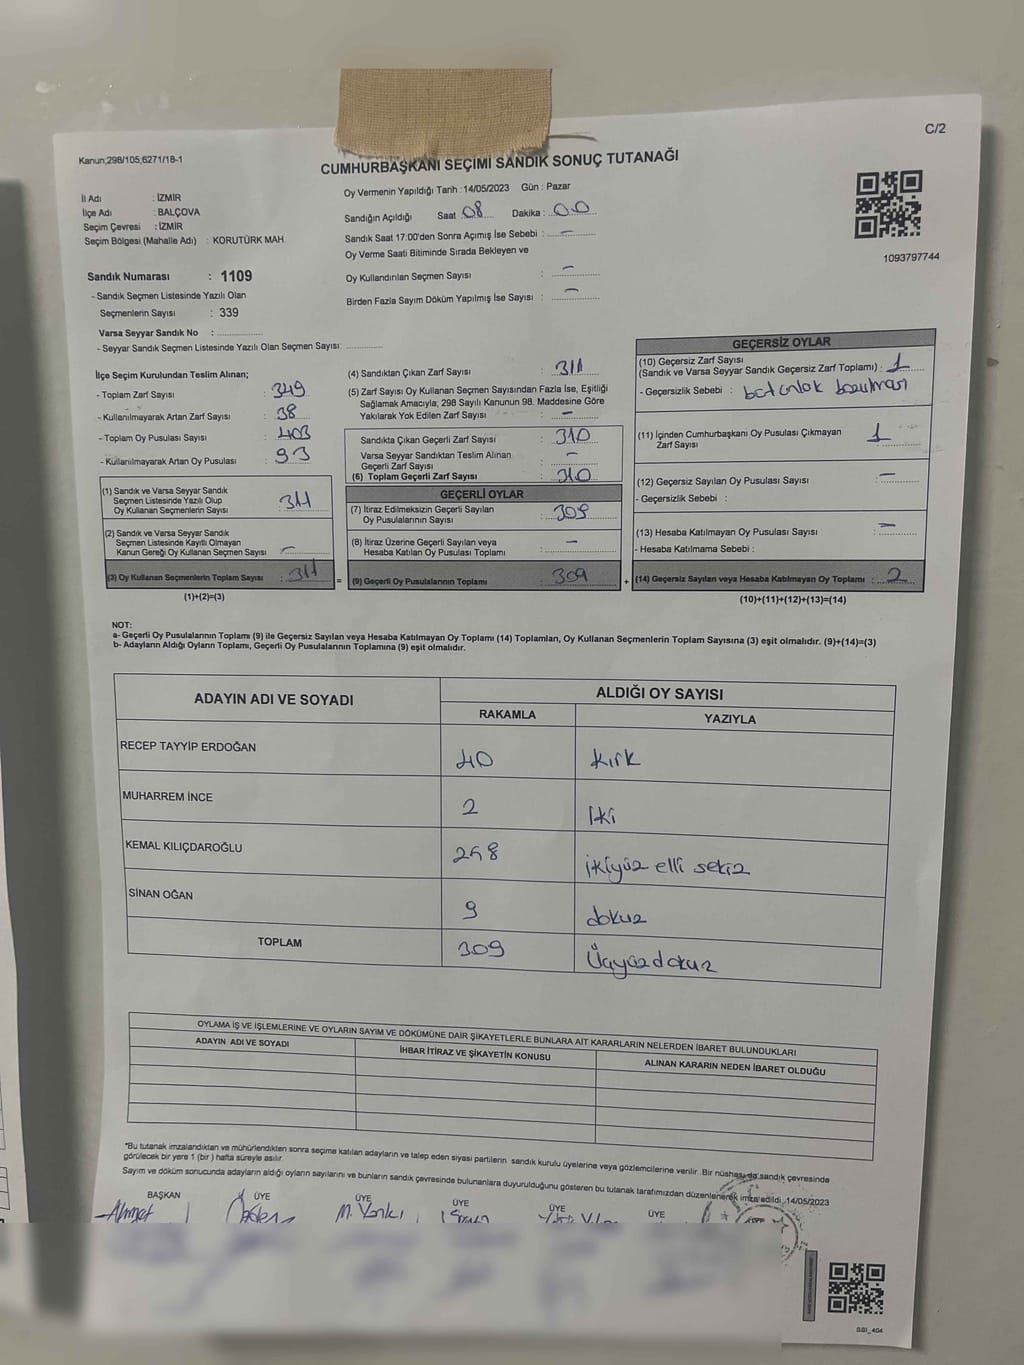 C/2
Kanun;298/105;6271/18-1
CUMHURBAŞKANI SEÇİMİ SANDIK SONUÇ TUTANAĞI
İl Adı : İZMİR
İlçe Adı : BALÇOVA
Seçim Çevresi : İZMİR
Seçim Bölgesi (Mahalle Adı) : KORUTÜRK MAH.
Sandık Numarası : 1109
- Sandık Seçmen Listesinde Yazılı Olan
Seçmenlerin Sayısı : 339
Varsa Seyyar Sandık No :
- Seyyar Sandık Seçmen Listesinde Yazılı Olan Seçmen Sayısı:
Oy Vermenin Yapıldığı Tarih : 14/05/2023 Gün : Pazar
Sandığın Açıldığı Saat 08 Dakika : 00
Sandık Saat 17:00'den Sonra Açımış İse Sebebi : -
Oy Verme Saati Bitiminde Sırada Bekleyen ve
Oy Kullandırılan Seçmen Sayısı : -
Birden Fazla Sayım Döküm Yapılmış İse Sayısı : -
1093797744
İlçe Seçim Kurulundan Teslim Alınan;
- Toplam Zarf Sayısı : 349
- Kullanılmayarak Artan Zarf Sayısı : 38
- Toplam Oy Pusulası Sayısı : 403
- Kullanılmayarak Artan Oy Pusulası : 93
(1) Sandık ve Varsa Seyyar Sandık
Seçmen Listesinde Yazılı Olup
Oy Kullanan Seçmenlerin Sayısı : 311
(2) Sandık ve Varsa Seyyar Sandık
Seçmen Listesinde Kayıtlı Olmayan
Kanun Gereği Oy Kullanan Seçmen Sayısı : -
(3) Oy Kullanan Seçmenlerin Toplam Sayısı : 311 =
(1)+(2)=(3)
(4) Sandıktan Çıkan Zarf Sayısı : 311
(5) Zarf Sayısı Oy Kullanan Seçmen Sayısından Fazla İse, Eşitliği
Sağlamak Amacıyla; 298 Sayılı Kanunun 98. Maddesine Göre
Yakılarak Yok Edilen Zarf Sayısı : -
Sandıkta Çıkan Geçerli Zarf Sayısı : 310
Varsa Seyyar Sandıktan Teslim Alınan
Geçerli Zarf Sayısı : -
(6) Toplam Geçerli Zarf Sayısı : 310
GEÇERLİ OYLAR
(7) İtiraz Edilmeksizin Geçerli Sayılan
Oy Pusulalarının Sayısı : 309
(8) İtiraz Üzerine Geçerli Sayılan veya
Hesaba Katılan Oy Pusulası Toplamı : -
(9) Geçerli Oy Pusulalarının Toplamı : 309 +
GEÇERSİZ OYLAR
(10) Geçersiz Zarf Sayısı
(Sandık ve Varsa Seyyar Sandık Geçersiz Zarf Toplamı) : 1
- Geçersizlik Sebebi : bütünlük bozulması
(11) İçinden Cumhurbaşkanı Oy Pusulası Çıkmayan
Zarf Sayısı : 1
(12) Geçersiz Sayılan Oy Pusulası Sayısı : -
- Geçersizlik Sebebi :
(13) Hesaba Katılmayan Oy Pusulası Sayısı : -
- Hesaba Katılmama Sebebi :
(14) Geçersiz Sayılan veya Hesaba Katılmayan Oy Toplamı : 2
(10)+(11)+(12)+(13)=(14)
NOT:
a- Geçerli Oy Pusulalarının Toplamı (9) ile Geçersiz Sayılan veya Hesaba Katılmayan Oy Toplamı (14) Toplamları, Oy Kullanan Seçmenlerin Toplam Sayısına (3) eşit olmalıdır. (9)+(14)=(3)
b- Adayların Aldığı Oyların Toplamı, Geçerli Oy Pusulalarının Toplamına (9) eşit olmalıdır.
ADAYIN ADI VE SOYADI ALDIĞI OY SAYISI
RAKAMLA YAZIYLA
RECEP TAYYİP ERDOĞAN 40 kırk
MUHARREM İNCE 2 İki
KEMAL KILIÇDAROĞLU 258 ikiyüz elli sekiz
SİNAN OĞAN 9 dokuz
TOPLAM 309 Üçyüzdokuz
OYLAMA İŞ VE İŞLEMLERİNE VE OYLARIN SAYIM VE DÖKÜMÜNE DAİR ŞİKAYETLERLE BUNLARA AİT KARARLARIN NELERDEN İBARET BULUNDUKLARI
ADAYIN ADI VE SOYADI İHBAR İTİRAZ VE ŞİKAYETİN KONUSU ALINAN KARARIN NEDEN İBARET OLDUĞU
*Bu tutanak imzalandıktan ve mühürlendikten sonra seçime katılan adayların ve talep eden siyasi partilerin sandık kurulu üyelerine veya gözlemcilerine verilir. Bir nüshası da sandık çevresinde
görülecek bir yere 1 (bir) hafta süreyle asılır.
Sayım ve döküm sonucunda adayların aldığı oyların sayılarını ve bunların sandık çevresinde bulunanlara duyurulduğunu gösteren bu tutanak tarafımızdan düzenlenerek imza edildi. 14/05/2023
BAŞKAN ÜYE ÜYE ÜYE ÜYE ÜYE
Ahmet
SSI_404